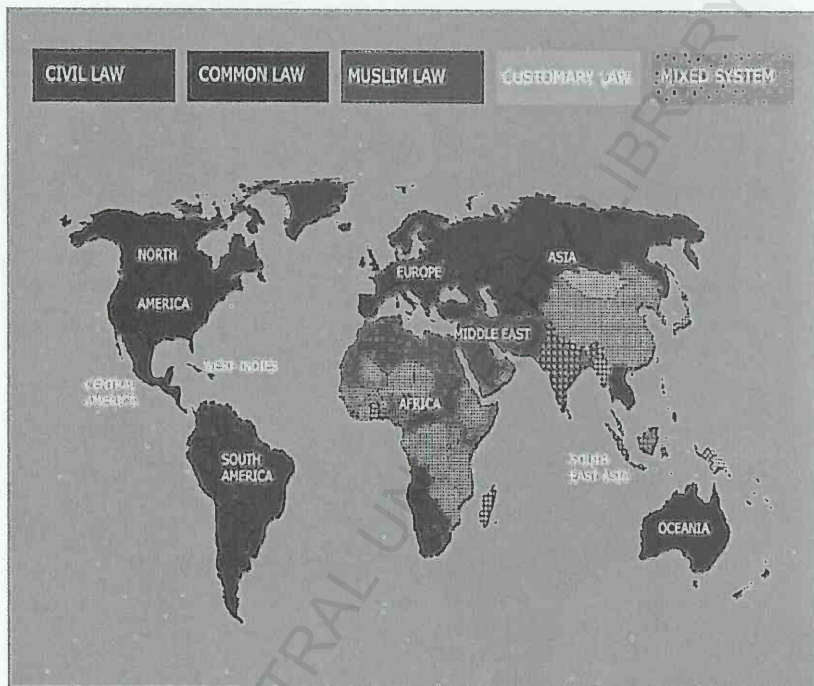 CIVIL LAW
COMMON LAW
MUSLIM LAW
CUSTOMARY LAW
MIXED SYSTEM
NORTH
AMERICA
EUROPE
ASIA
MIDDLE EAST
WEST INDIES
CENTRAL
AMERICA
AFRICA
SOUTH
AMERICA
SOUTH
EAST ASIA
OCEANIA
LIBRARY